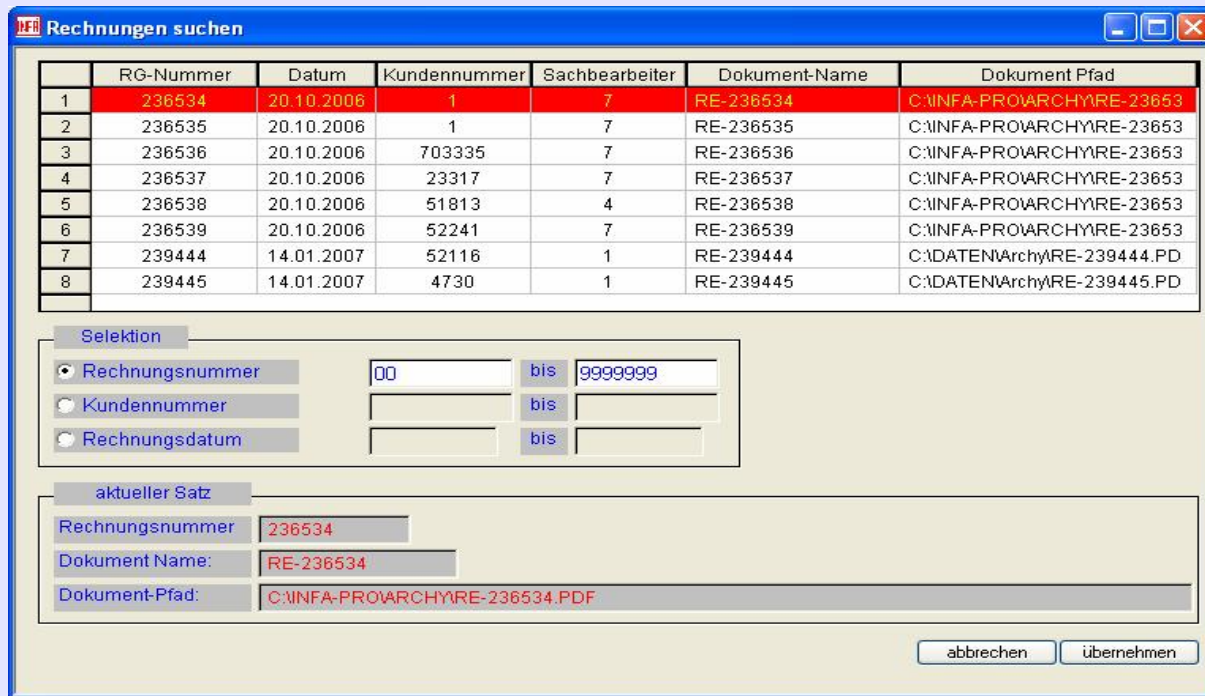 Rechnungen suchen
RG-Nummer Datum Kundennummer Sachbearbeiter Dokument-Name Dokument Pfad
1 236534 20.10.2006 1 7 RE-236534 C:\INFA-PRO\ARCHY\RE-23653
2 236535 20.10.2006 1 7 RE-236535 C:\INFA-PRO\ARCHY\RE-23653
3 236536 20.10.2006 703335 7 RE-236536 C:\INFA-PRO\ARCHY\RE-23653
4 236537 20.10.2006 23317 7 RE-236537 C:\INFA-PRO\ARCHY\RE-23653
5 236538 20.10.2006 51813 4 RE-236538 C:\INFA-PRO\ARCHY\RE-23653
6 236539 20.10.2006 52241 7 RE-236539 C:\INFA-PRO\ARCHY\RE-23653
7 239444 14.01.2007 52116 1 RE-239444 C:\DATEN\Archy\RE-239444.PD
8 239445 14.01.2007 4730 1 RE-239445 C:\DATEN\Archy\RE-239445.PD
Selektion
Rechnungsnummer 00 bis 9999999
Kundennummer bis
Rechnungsdatum bis
aktueller Satz
Rechnungsnummer 236534
Dokument Name: RE-236534
Dokument-Pfad: C:\INFA-PRO\ARCHY\RE-236534.PDF
abbrechen übernehmen